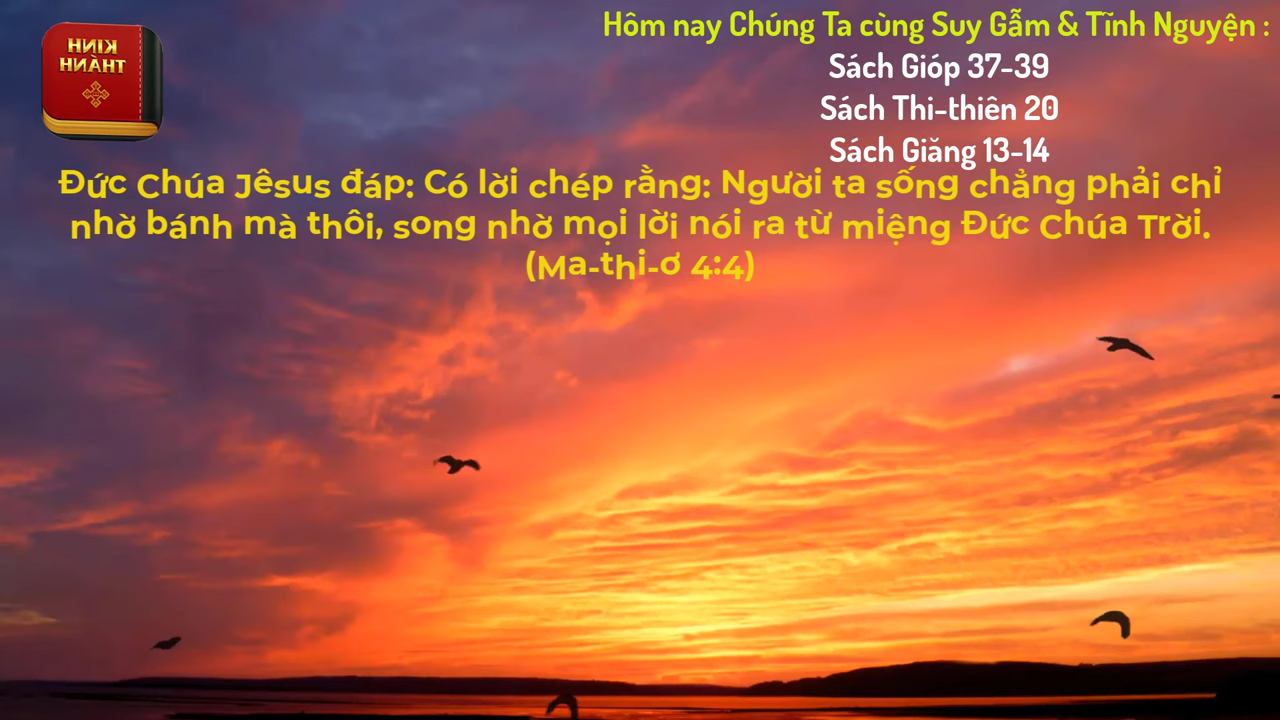 KINH
THÀNH
Hôm nay Chúng Ta cùng Suy Gẫm & Tĩnh Nguyện :
Sách Gióp 37-39
Sách Thi-thiên 20
Sách Giăng 13-14
Đức Chúa Jêsus đáp: Có lời chép rằng: Người ta sống chẳng phải chỉ
nhờ bánh mà thôi, song nhờ mọi lời nói ra từ miệng Đức Chúa Trời.
(Ma-thi-ơ 4:4)